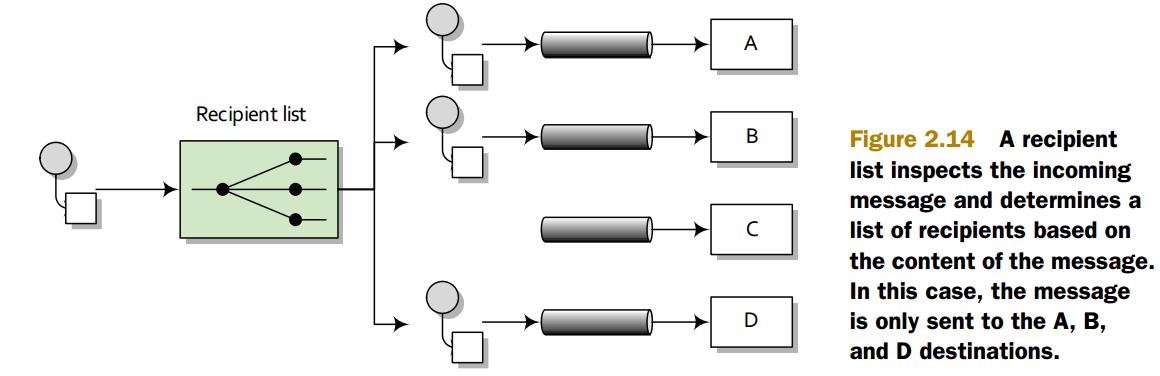 Recipient list
A
B
C
D
Figure 2.14 A recipient
list inspects the incoming
message and determines a
list of recipients based on
the content of the message.
In this case, the message
is only sent to the A, B,
and D destinations.